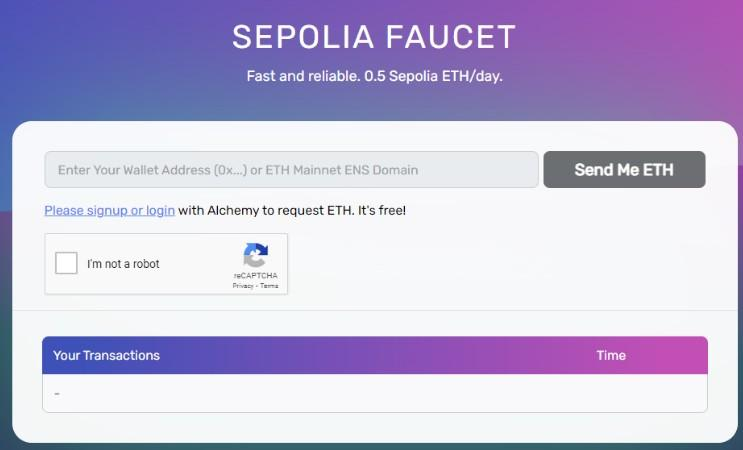 SEPOLIA FAUCET
Fast and reliable. 0.5 Sepolia ETH/day.
Enter Your Wallet Address (0x...) or ETH Mainnet ENS Domain
Send Me ETH
Please signup or login with Alchemy to request ETH. It's free!
I'm not a robot
reCAPTCHA
Privacy - Terms
Your Transactions Time
-